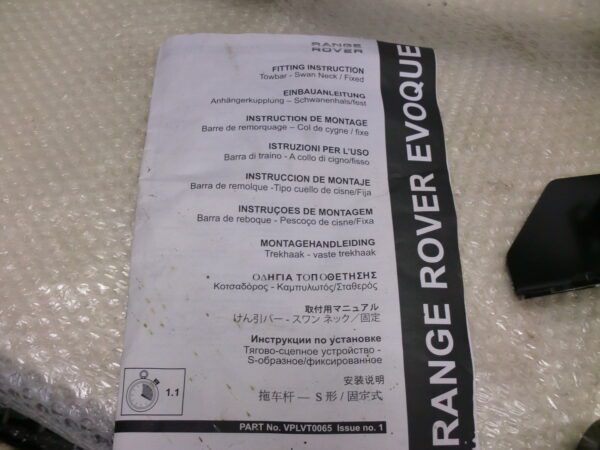 RANGE
ROVER
FITTING INSTRUCTION
Towbar - Swan Neck / Fixed
EINBAUANLEITUNG
Anhängerkupplung – Schwanenhals/fest
INSTRUCTION DE MONTAGE
Barre de remorquage – Col de cygne / fixe
ISTRUZIONI PER L'USO
Barra di traino - A collo di cigno/fisso
INSTRUCCION DE MONTAJE
Barra de remolque -Tipo cuello de cisne/Fija
INSTRUÇOES DE MONTAGEM
Barra de reboque - Pescoço de cisne/Fixa
MONTAGEHANDLEIDING
Trekhaak - vaste trekhaak
ΟΔΗΓΙΑ ΤΟΠΟΘΕΤΗΣΗΣ
Κοτσαδόρος - Καμπυλωτός/Σταθερός
取付用マニュアル
けん引バー - スワン ネック／固定
Инструкции по установке
Тягово-сцепное устройство -
S-образное/фиксированное
安装说明
拖车杆 — S 形 / 固定式
1.1
PART No. VPLVT0065 Issue no. 1
RANGE ROVER EVOQUE